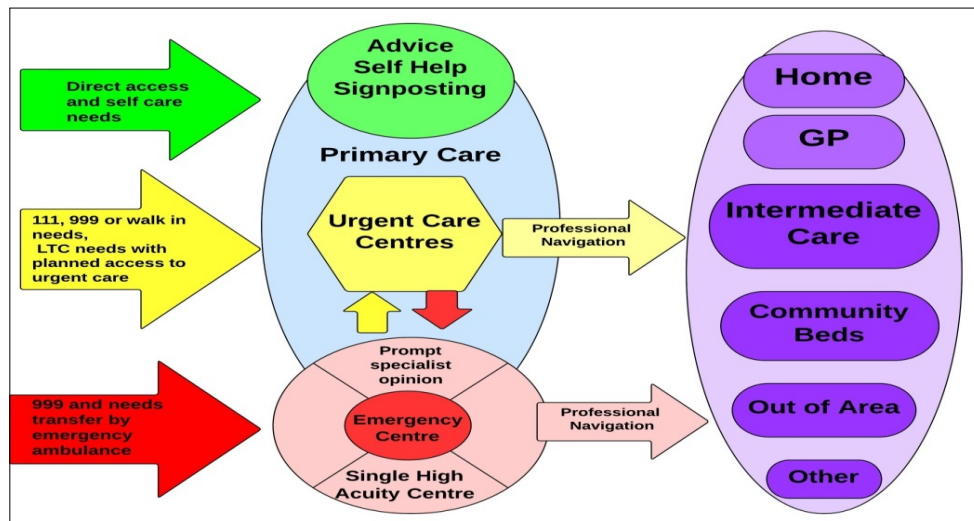 Direct access
and self care
needs
Advice
Self Help
Signposting
Primary Care
111, 999 or walk in
needs,
LTC needs with
planned access to
urgent care
Urgent Care
Centres
Professional
Navigation
Prompt
specialist
opinion
999 and needs
transfer by
emergency
ambulance
Emergency
Centre
Single High
Acuity Centre
Professional
Navigation
Home
GP
Intermediate
Care
Community
Beds
Out of Area
Other